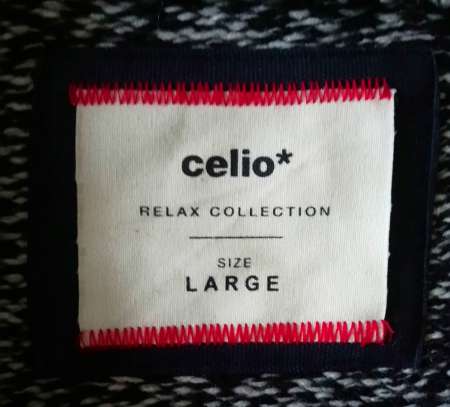 celio*
RELAX COLLECTION
SIZE
LARGE